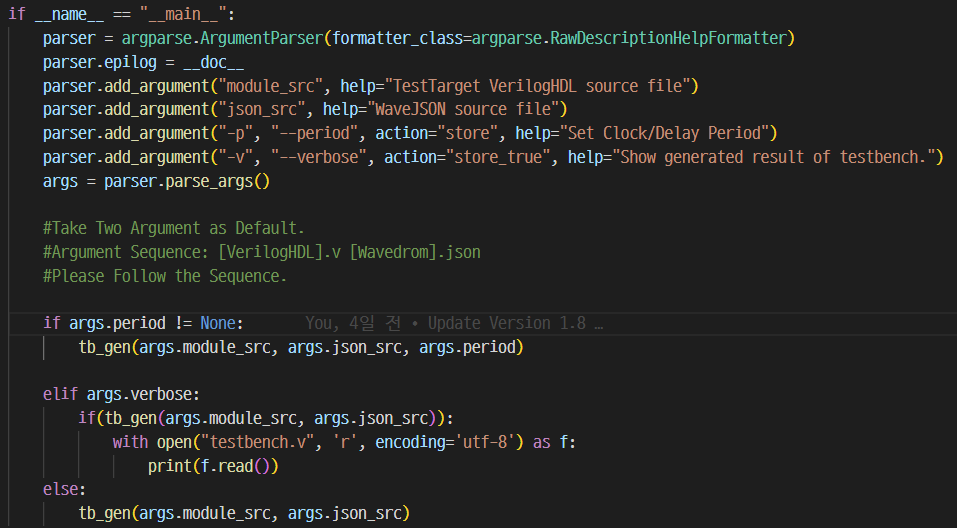 if __name__ == "__main__":
    parser = argparse.ArgumentParser(formatter_class=argparse.RawDescriptionHelpFormatter)
    parser.epilog = __doc__
    parser.add_argument("module_src", help="TestTarget VerilogHDL source file")
    parser.add_argument("json_src", help="WaveJSON source file")
    parser.add_argument("-p", "--period", action="store", help="Set Clock/Delay Period")
    parser.add_argument("-v", "--verbose", action="store_true", help="Show generated result of testbench.")
    args = parser.parse_args()
    #Take Two Argument as Default.
    #Argument Sequence: [VerilogHDL].v [Wavedrom].json
    #Please Follow the Sequence.
    if args.period != None:       You, 4일 전 • Update Version 1.8 …
        tb_gen(args.module_src, args.json_src, args.period)
    elif args.verbose:
        if(tb_gen(args.module_src, args.json_src)):
            with open("testbench.v", 'r', encoding='utf-8') as f:
                print(f.read())
    else:
        tb_gen(args.module_src, args.json_src)